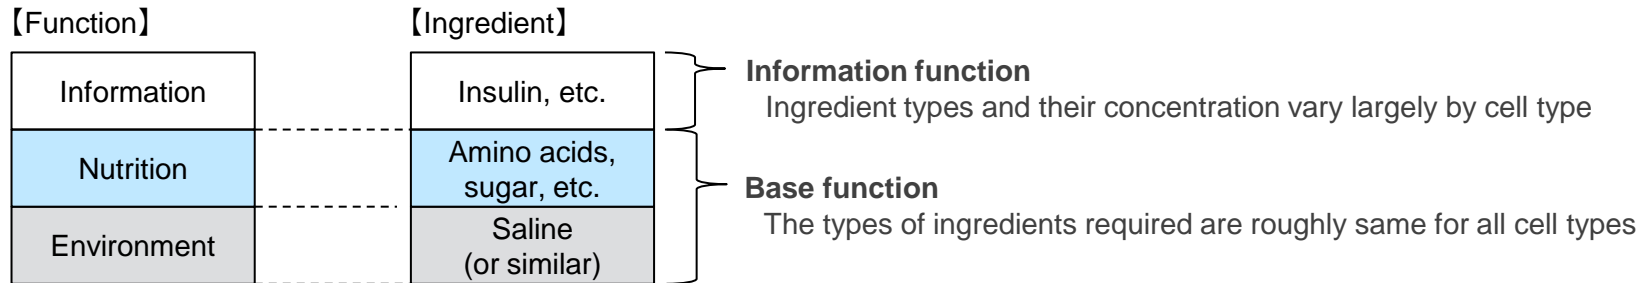 【Function】
【Ingredient】
Information
Insulin, etc.
Information function
Ingredient types and their concentration vary largely by cell type
Nutrition
Amino acids,
sugar, etc.
Base function
The types of ingredients required are roughly same for all cell types
Environment
Saline
(or similar)